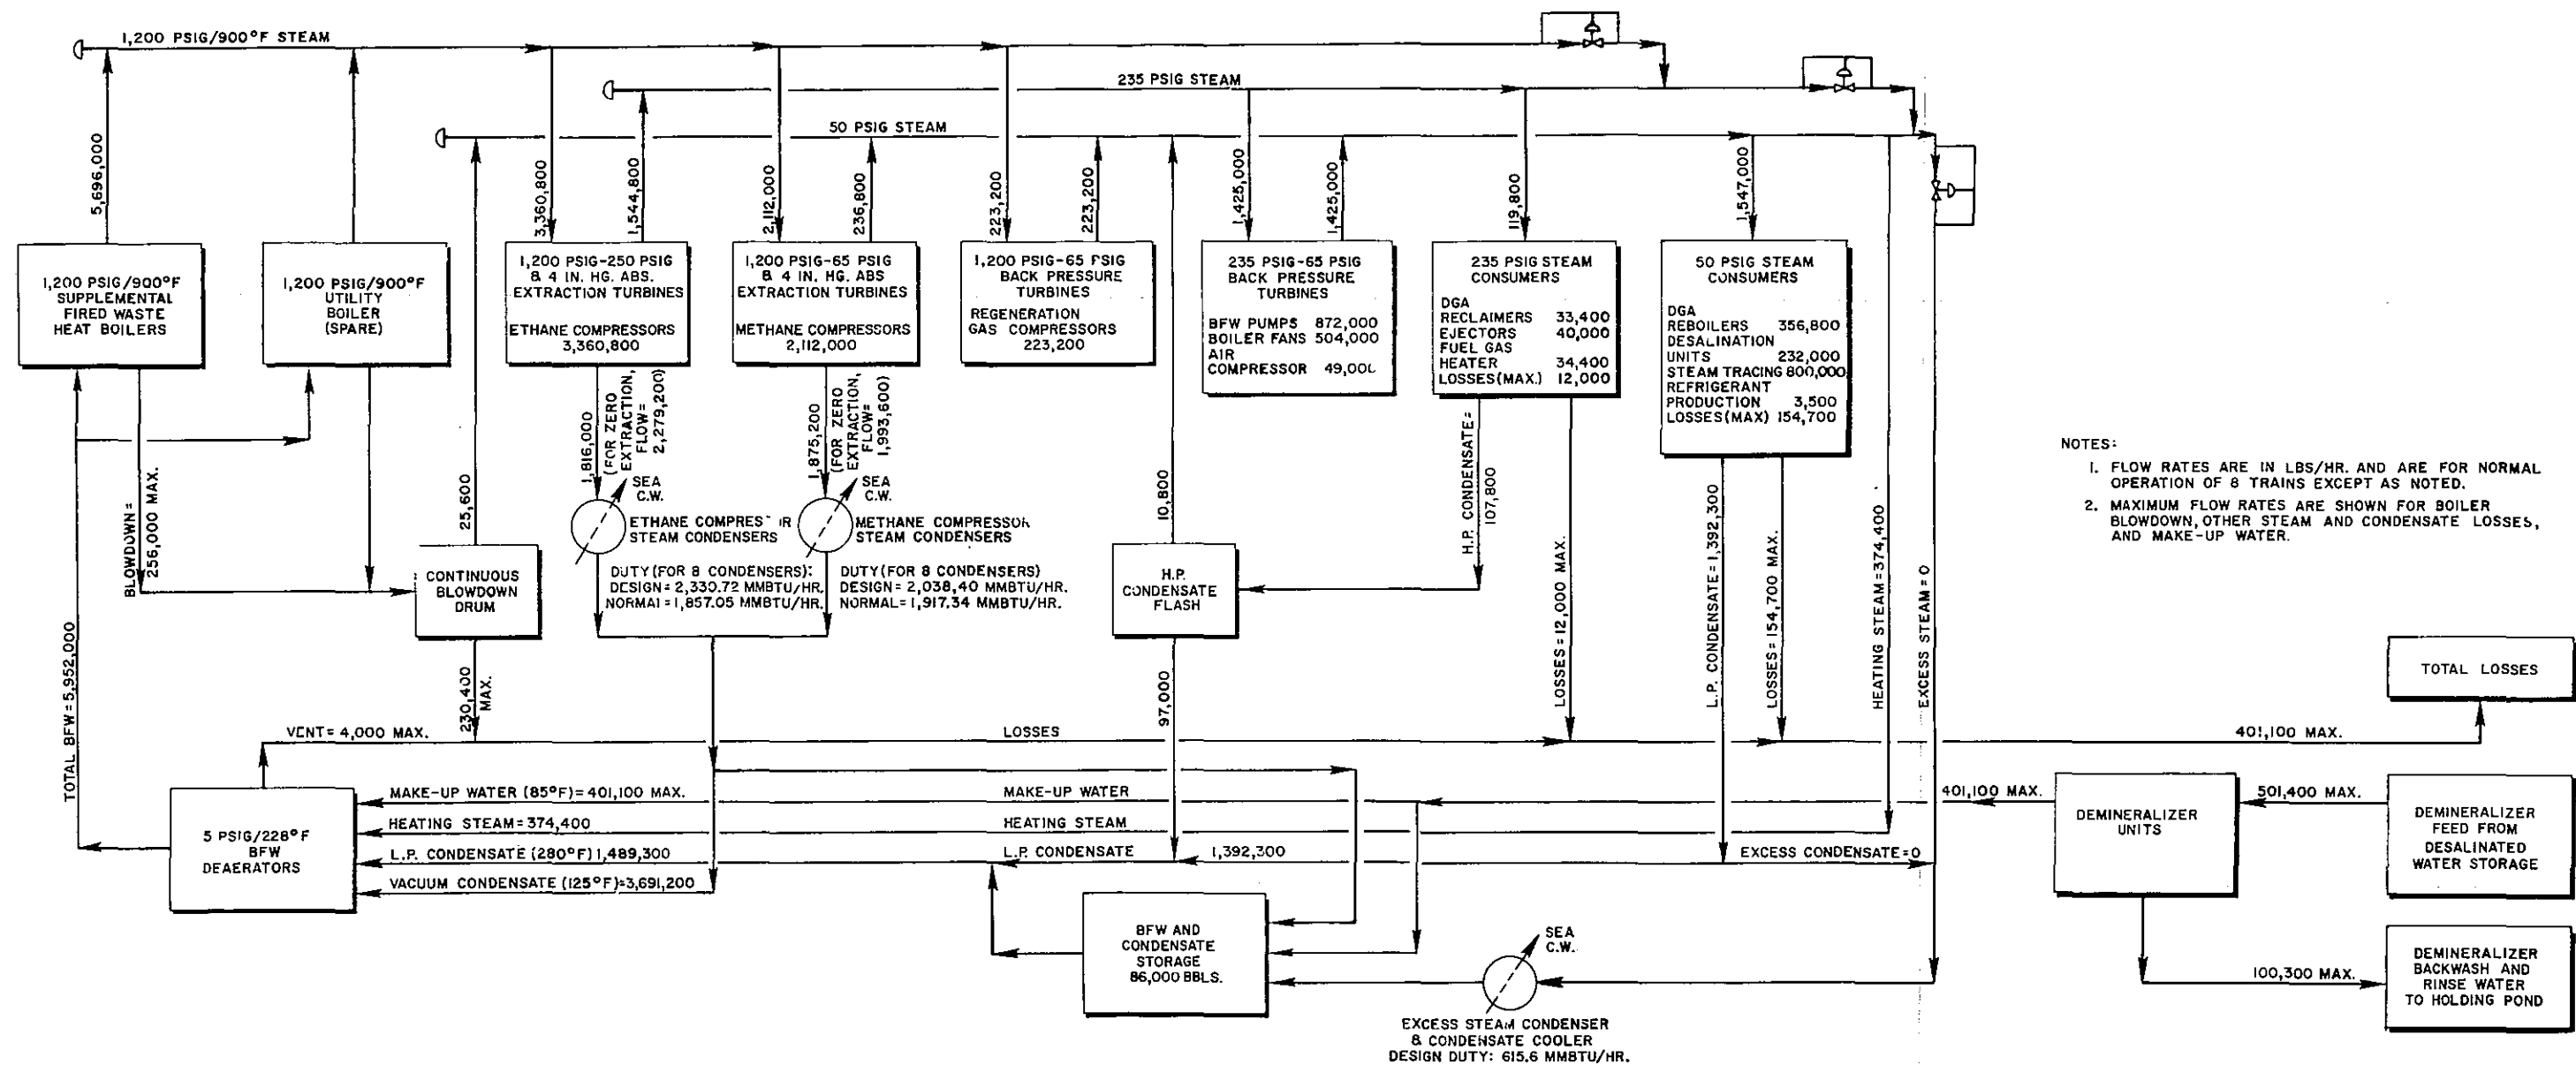 1,200 PSIG/900°F STEAM
235 PSIG STEAM
50 PSIG STEAM
5,696,000
3,360,800
1,544,800
2,112,000
236,800
223,200
223,200
1,425,000
1,425,000
119,800
1,547,000
1,200 PSIG/900°F
SUPPLEMENTAL
FIRED WASTE
HEAT BOILERS
1,200 PSIG/900°F
UTILITY
BOILER
(SPARE)
1,200 PSIG-250 PSIG
& 4 IN. HG. ABS.
EXTRACTION TURBINES
ETHANE COMPRESSORS
3,360,800
1,200 PSIG-65 PSIG
& 4 IN. HG. ABS
EXTRACTION TURBINES
METHANE COMPRESSORS
2,112,000
1,200 PSIG-65 PSIG
BACK PRESSURE
TURBINES
REGENERATION
GAS COMPRESSORS
223,200
235 PSIG-65 PSIG
BACK PRESSURE
TURBINES
BFW PUMPS 872,000
BOILER FANS 504,000
AIR
COMPRESSOR 49,000
235 PSIG STEAM
CONSUMERS
DGA
RECLAIMERS 33,400
EJECTORS 40,000
FUEL GAS
HEATER 34,400
LOSSES(MAX.) 12,000
50 PSIG STEAM
CONSUMERS
DGA
REBOILERS 356,800
DESALINATION
UNITS 232,000
STEAM TRACING 800,000
REFRIGERANT
PRODUCTION 3,500
LOSSES(MAX) 154,700
BLOWDOWN=
256,000 MAX.
25,600
1,816,000
(FOR ZERO
EXTRACTION,
FLOW=
2,279,200)
1,875,200
(FOR ZERO
EXTRACTION,
FLOW=
1,993,600)
SEA
C.W.
SEA
C.W.
ETHANE COMPRESSOR
STEAM CONDENSERS
METHANE COMPRESSOR
STEAM CONDENSERS
DUTY (FOR 8 CONDENSERS):
DESIGN= 2,330.72 MMBTU/HR.
NORMAL=1,857.05 MMBTU/HR.
DUTY (FOR 8 CONDENSERS)
DESIGN= 2,038,40 MMBTU/HR.
NORMAL= 1,917.34 MMBTU/HR.
CONTINUOUS
BLOWDOWN
DRUM
10,800
H.P.
CONDENSATE
FLASH
H.P. CONDENSATE=
107,800
LOSSES=12,000 MAX.
L.P. CONDENSATE=1,392,300
LOSSES=154,700 MAX.
HEATING STEAM=374,400
EXCESS STEAM=0
NOTES:
1. FLOW RATES ARE IN LBS/HR. AND ARE FOR NORMAL
OPERATION OF 8 TRAINS EXCEPT AS NOTED.
2. MAXIMUM FLOW RATES ARE SHOWN FOR BOILER
BLOWDOWN, OTHER STEAM AND CONDENSATE LOSSES,
AND MAKE-UP WATER.
TOTAL BFW=5,952,000
230,400
MAX.
97,000
TOTAL LOSSES
VENT= 4,000 MAX.
LOSSES
401,100 MAX.
MAKE-UP WATER (85°F)= 401,100 MAX.
MAKE-UP WATER
401,100 MAX.
501,400 MAX.
HEATING STEAM=374,400
HEATING STEAM
L.P. CONDENSATE (280°F) 1,489,300
L.P. CONDENSATE
1,392,300
EXCESS CONDENSATE=0
VACUUM CONDENSATE (125°F)=3,691,200
5 PSIG/228°F
BFW
DEAERATORS
DEMINERALIZER
UNITS
DEMINERALIZER
FEED FROM
DESALINATED
WATER STORAGE
BFW AND
CONDENSATE
STORAGE
86,000 BBLS.
SEA
C.W.
EXCESS STEAM CONDENSER
& CONDENSATE COOLER
DESIGN DUTY: 615.6 MMBTU/HR.
100,300 MAX.
DEMINERALIZER
BACKWASH AND
RINSE WATER
TO HOLDING POND